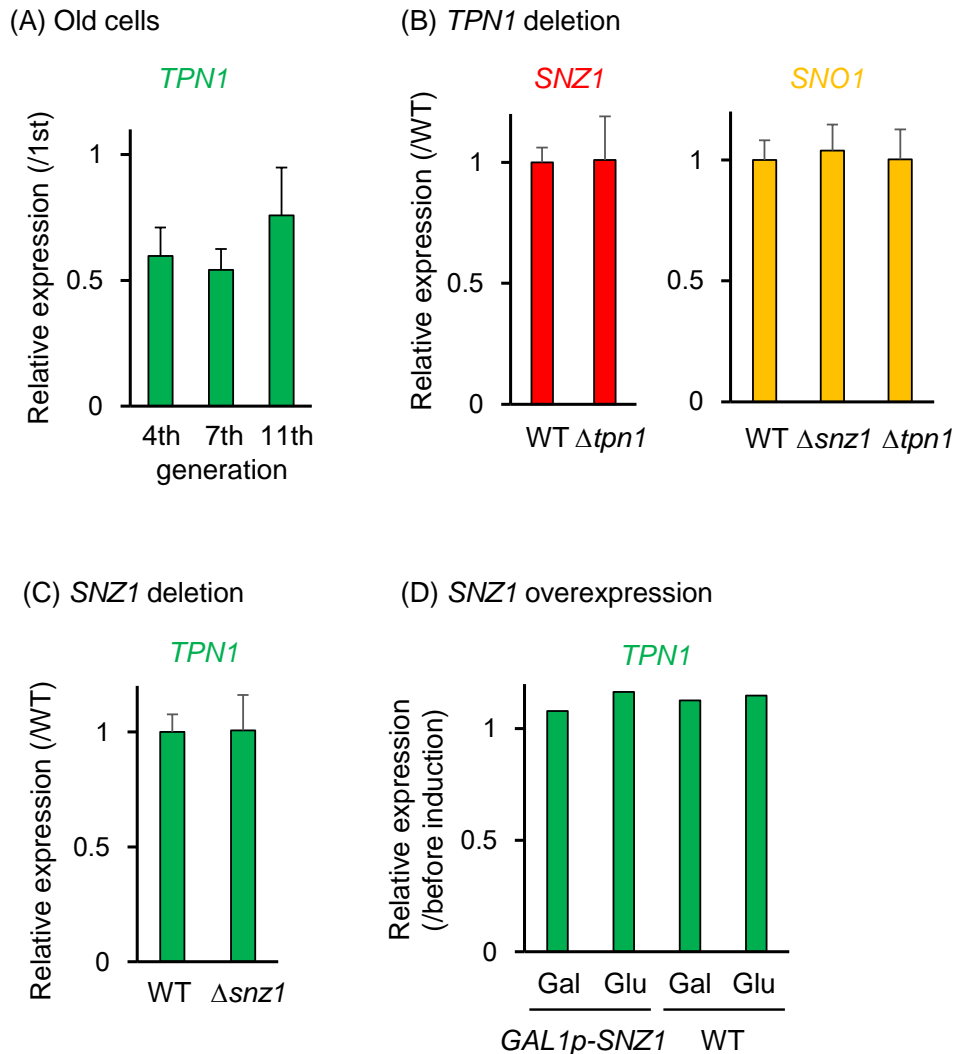 (A) Old cells
TPN1
Relative expression (/1st)
1
0.5
0
4th 7th 11th
generation
(B) TPN1 deletion
SNZ1
Relative expression (/WT)
1
0.5
0
WT Δtpn1
SNO1
1
0.5
0
WT Δsnz1 Δtpn1
(C) SNZ1 deletion
TPN1
Relative expression (/WT)
1
0.5
0
WT Δsnz1
(D) SNZ1 overexpression
TPN1
Relative expression
(/before induction)
1
0.5
0
Gal Glu Gal Glu
GAL1p-SNZ1 WT